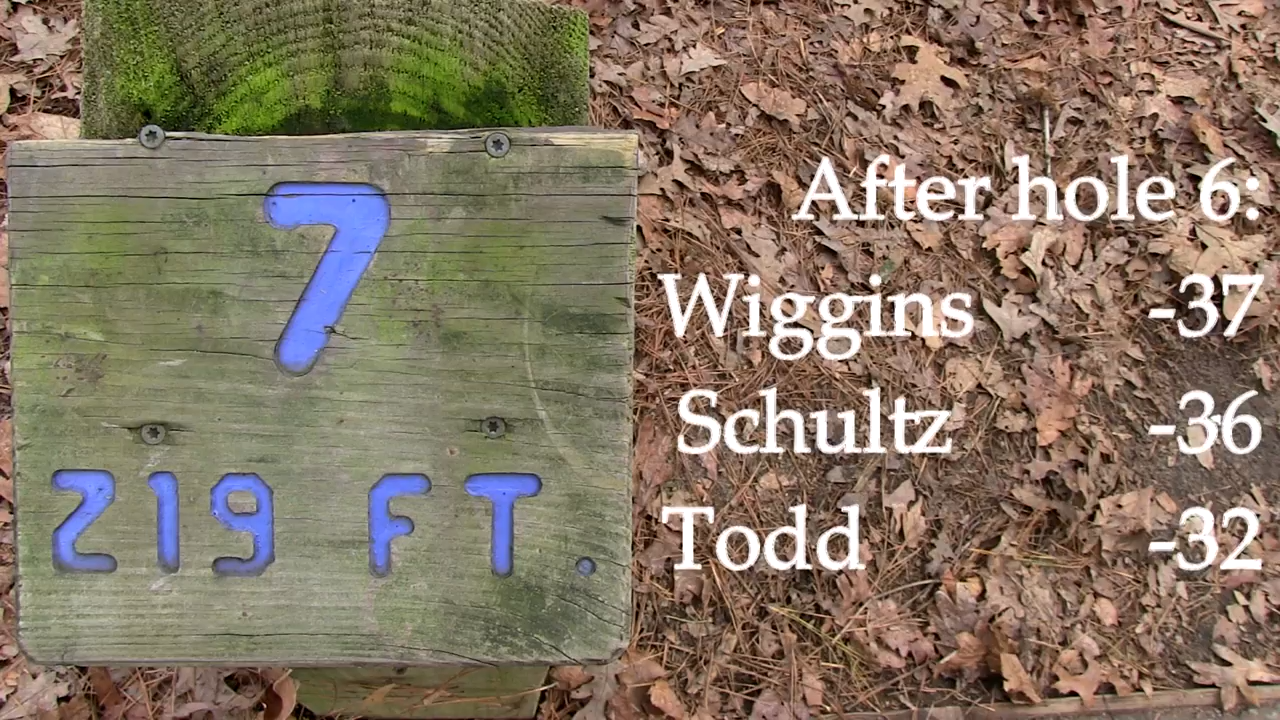 7
219 FT.
After hole 6:
Wiggins -37
Schultz -36
Todd -32